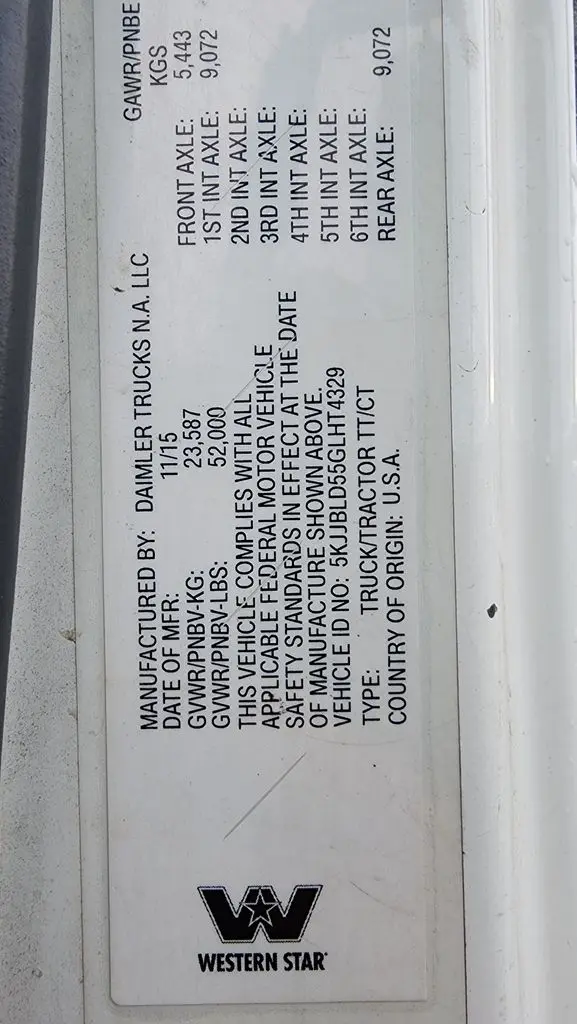 WESTERN STAR
MANUFACTURED BY: DAIMLER TRUCKS N.A. LLC
DATE OF MFR: 11/15
GVWR/PNBV-KG: 23,587
GVWR/PNBV-LBS: 52,000
THIS VEHICLE COMPLIES WITH ALL
APPLICABLE FEDERAL MOTOR VEHICLE
SAFETY STANDARDS IN EFFECT AT THE DATE
OF MANUFACTURE SHOWN ABOVE.
VEHICLE ID NO: 5KJJBLD55GLHT4329
TYPE: TRUCK/TRACTOR TT/CT
COUNTRY OF ORIGIN: U.S.A.
GAWR/PNBE
KGS
FRONT AXLE: 5,443
1ST INT AXLE: 9,072
2ND INT AXLE:
3RD INT AXLE:
4TH INT AXLE:
5TH INT AXLE:
6TH INT AXLE:
REAR AXLE: 9,072